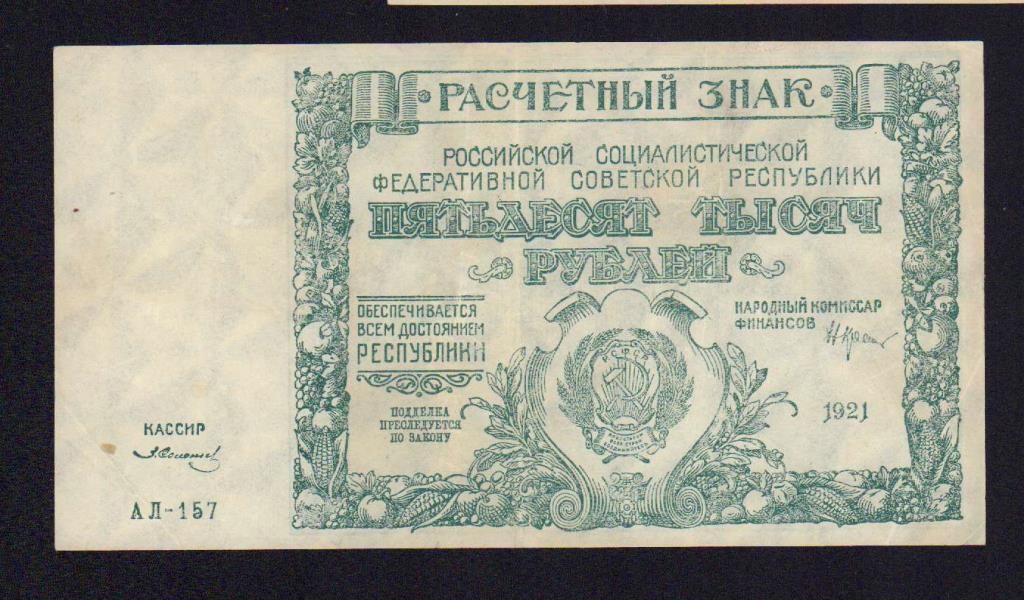 РАСЧЕТНЫЙ ЗНАК
РОССИЙСКОЙ СОЦИАЛИСТИЧЕСКОЙ
ФЕДЕРАТИВНОЙ СОВЕТСКОЙ РЕСПУБЛИКИ
ПЯТЬДЕСЯТ ТЫСЯЧ
РУБЛЕЙ
ОБЕСПЕЧИВАЕТСЯ
ВСЕМ ДОСТОЯНИЕМ
РЕСПУБЛИКИ
ПОДДЕЛКА
ПРЕСЛЕДУЕТСЯ
ПО ЗАКОНУ
НАРОДНЫЙ КОМИССАР
ФИНАНСОВ
1921
КАССИР
АЛ-157